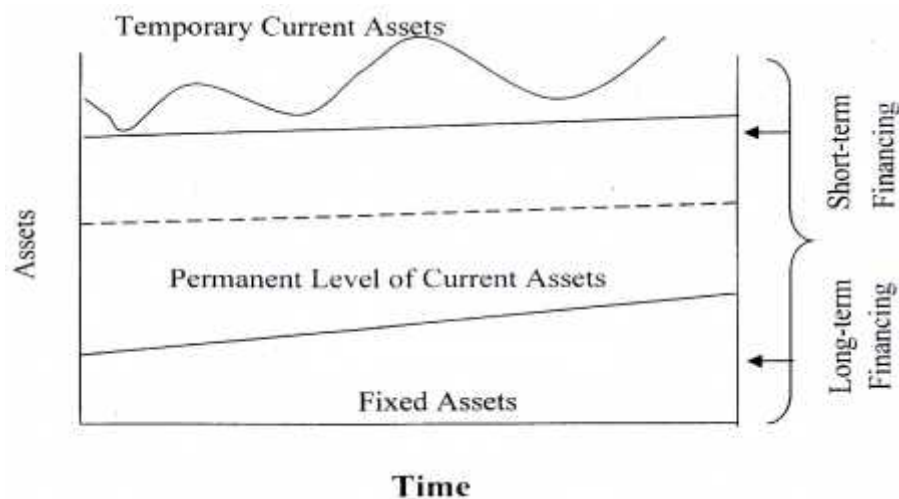 Temporary Current Assets
Assets
Permanent Level of Current Assets
Fixed Assets
Time
Short-term
Financing
Long-term
Financing